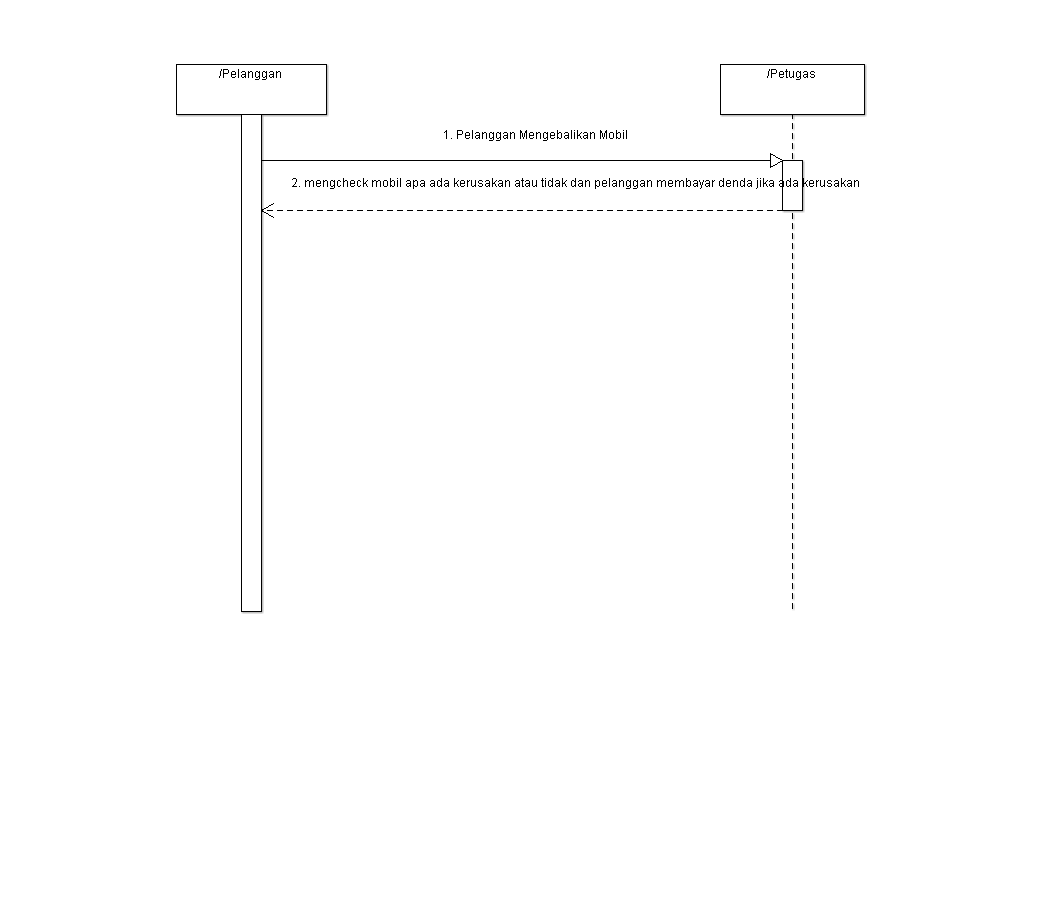 /Pelanggan
/Petugas
1. Pelanggan Mengebalikan Mobil
2. mengcheck mobil apa ada kerusakan atau tidak dan pelanggan membayar denda jika ada kerusakan